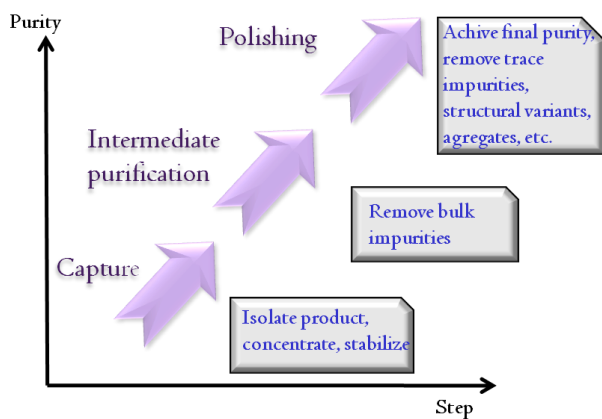 Purity
Polishing
Achive final purity,
remove trace
impurities,
structural variants,
agregates, etc.
Intermediate
purification
Remove bulk
impurities
Capture
Isolate product,
concentrate, stabilize
Step